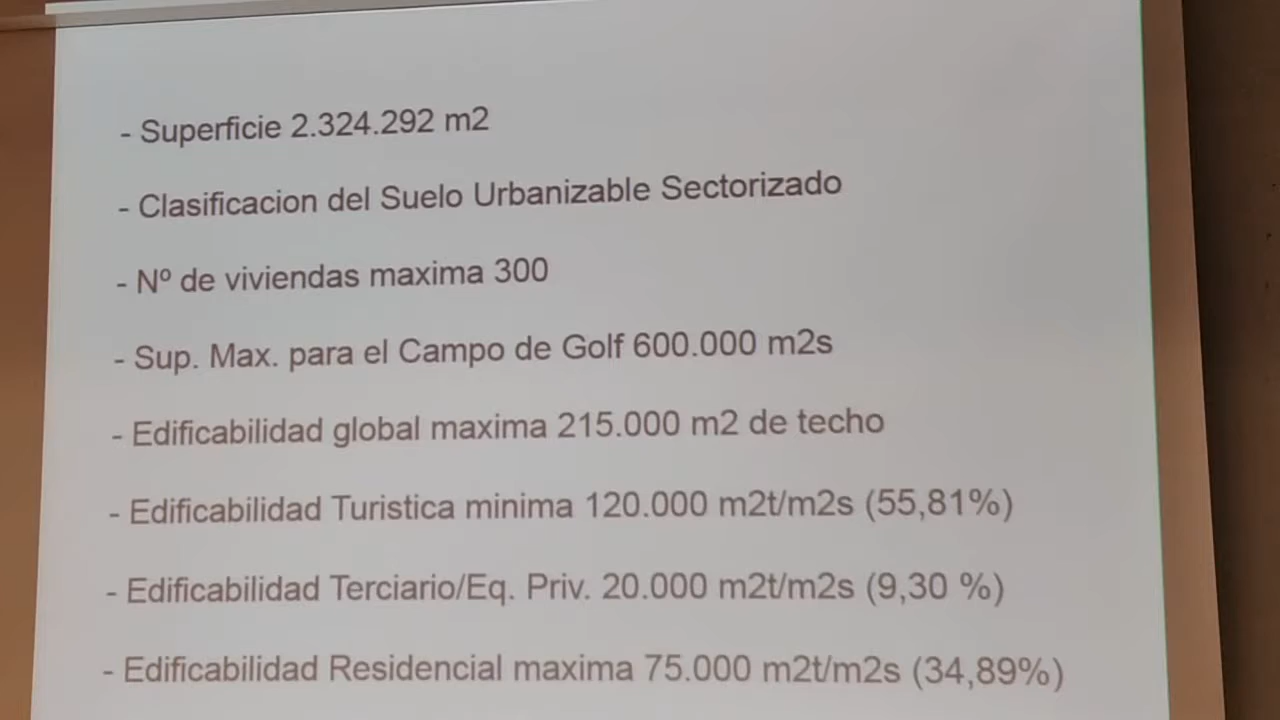 - Superficie 2.324.292 m2
- Clasificacion del Suelo Urbanizable Sectorizado
- Nº de viviendas maxima 300
- Sup. Max. para el Campo de Golf 600.000 m2s
- Edificabilidad global maxima 215.000 m2 de techo
- Edificabilidad Turistica minima 120.000 m2t/m2s (55,81%)
- Edificabilidad Terciario/Eq. Priv. 20.000 m2t/m2s (9,30 %)
- Edificabilidad Residencial maxima 75.000 m2t/m2s (34,89%)